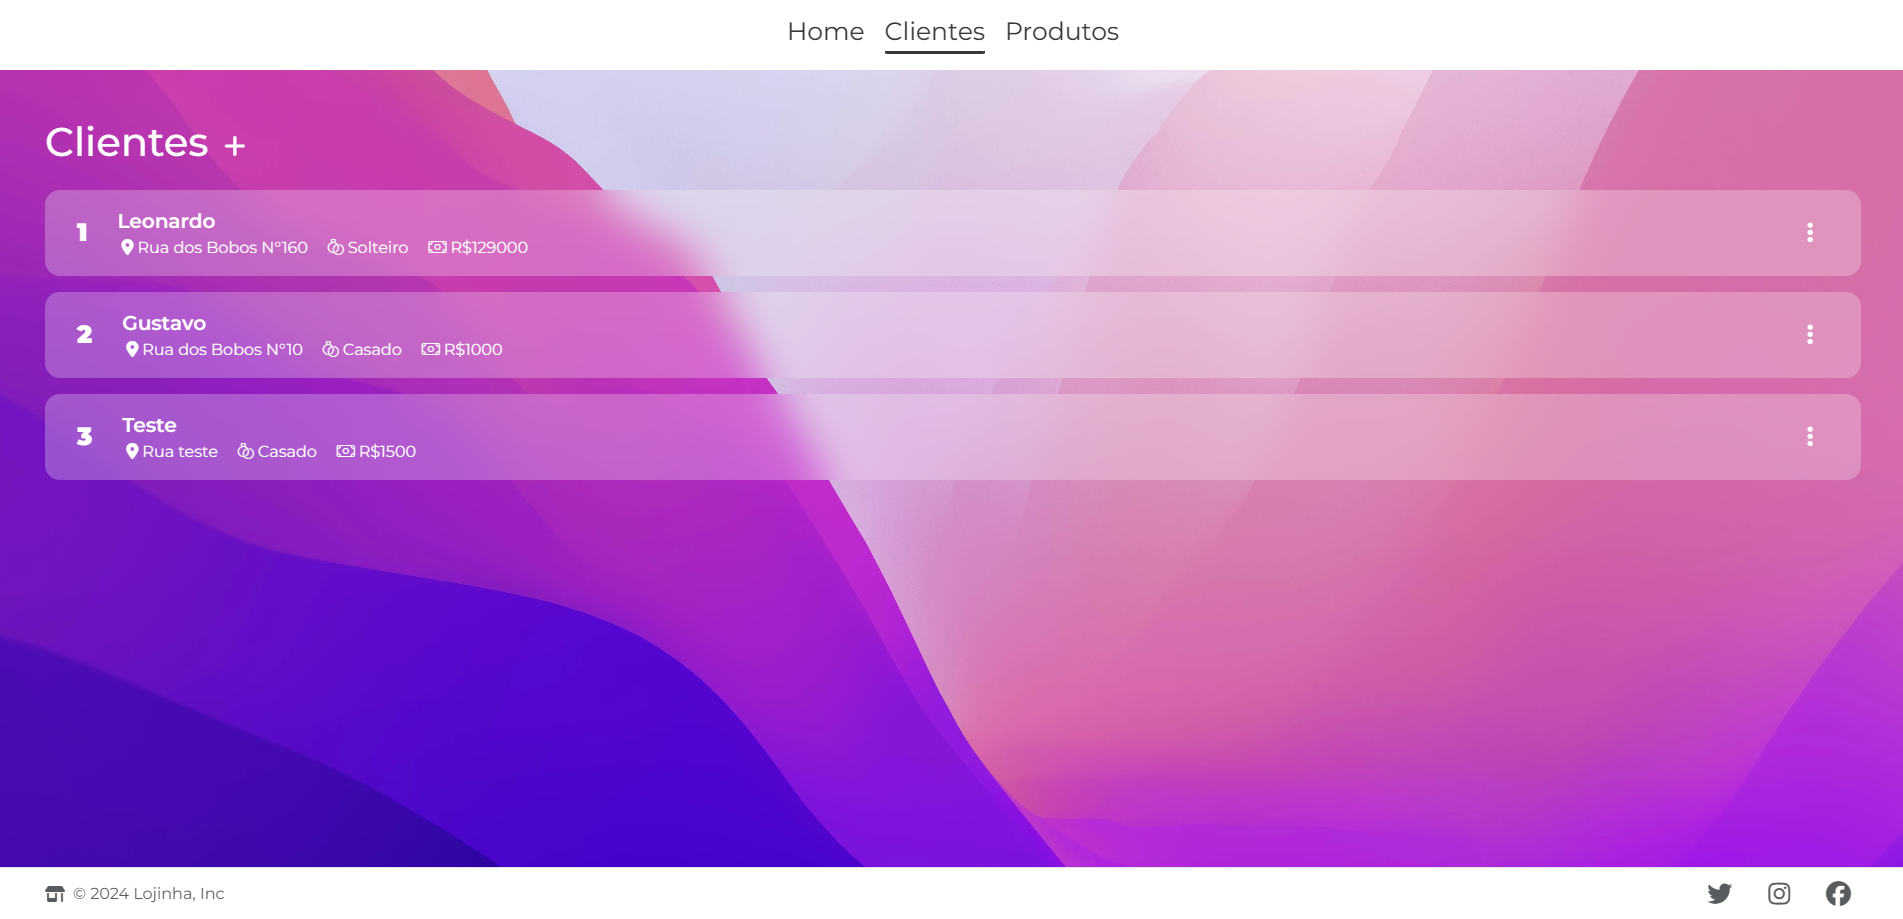 Home Clientes Produtos
Clientes +
1 Leonardo
Rua dos Bobos N°160 Solteiro R$129000
2 Gustavo
Rua dos Bobos N°10 Casado R$1000
3 Teste
Rua teste Casado R$1500
© 2024 Lojinha, Inc